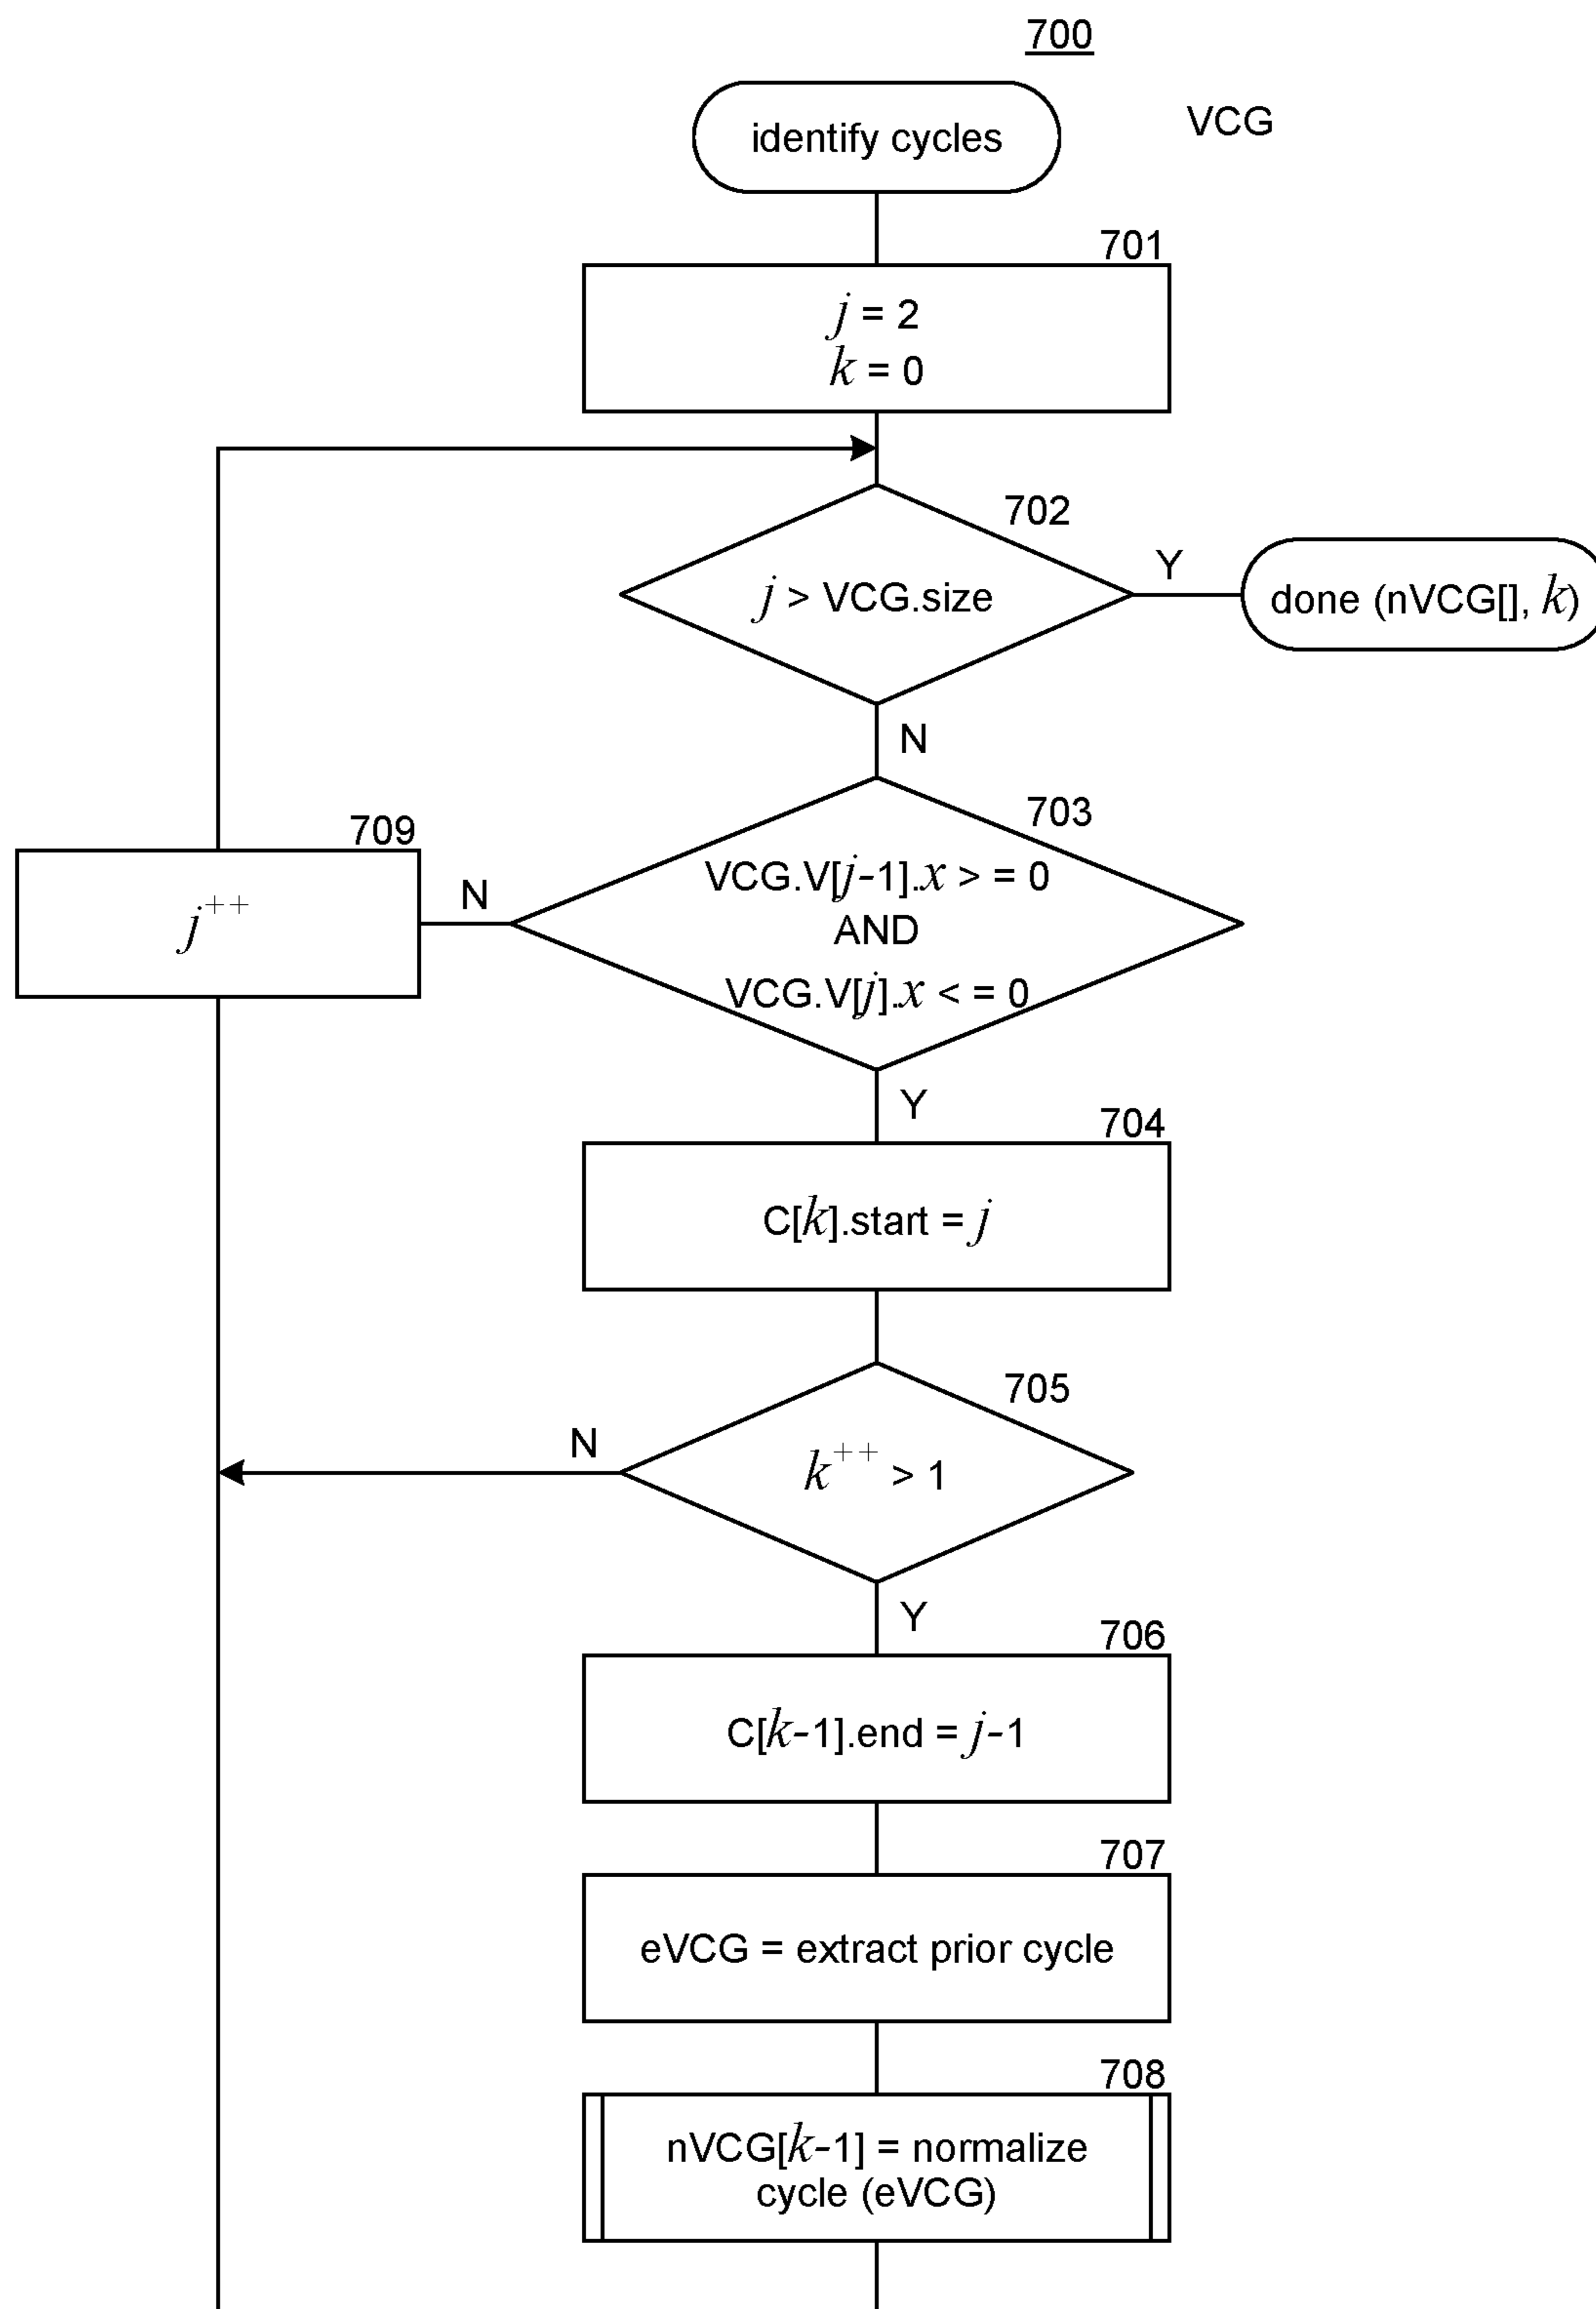 700
identify cycles
VCG
701
j = 2
k = 0
702
j > VCG.size
Y
done (nVCG[], k)
N
703
VCG.V[j-1].x > = 0
AND
VCG.V[j].x < = 0
N
709
j++
Y
704
C[k].start = j
705
k++ > 1
N
Y
706
C[k-1].end = j-1
707
eVCG = extract prior cycle
708
nVCG[k-1] = normalize
cycle (eVCG)